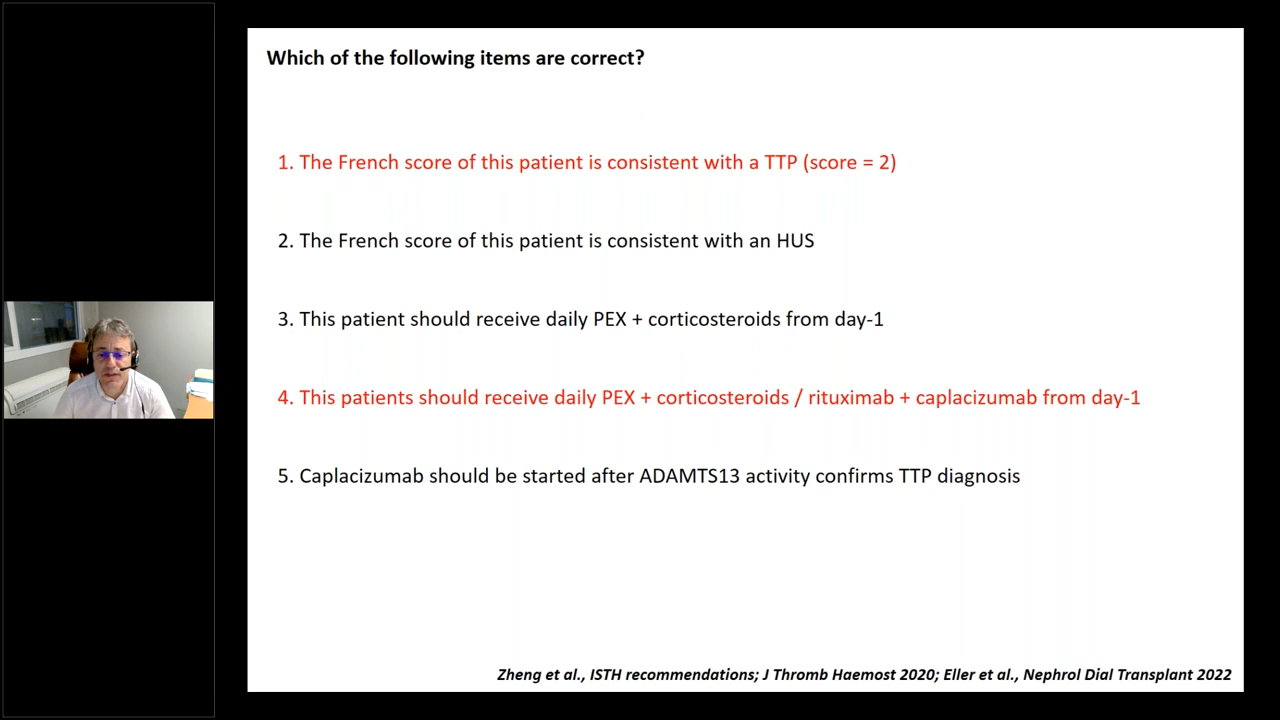 Which of the following items are correct?
1. The French score of this patient is consistent with a TTP (score = 2)
2. The French score of this patient is consistent with an HUS
3. This patient should receive daily PEX + corticosteroids from day-1
4. This patients should receive daily PEX + corticosteroids / rituximab + caplacizumab from day-1
5. Caplacizumab should be started after ADAMTS13 activity confirms TTP diagnosis
Zheng et al., ISTH recommendations; J Thromb Haemost 2020; Eller et al., Nephrol Dial Transplant 2022